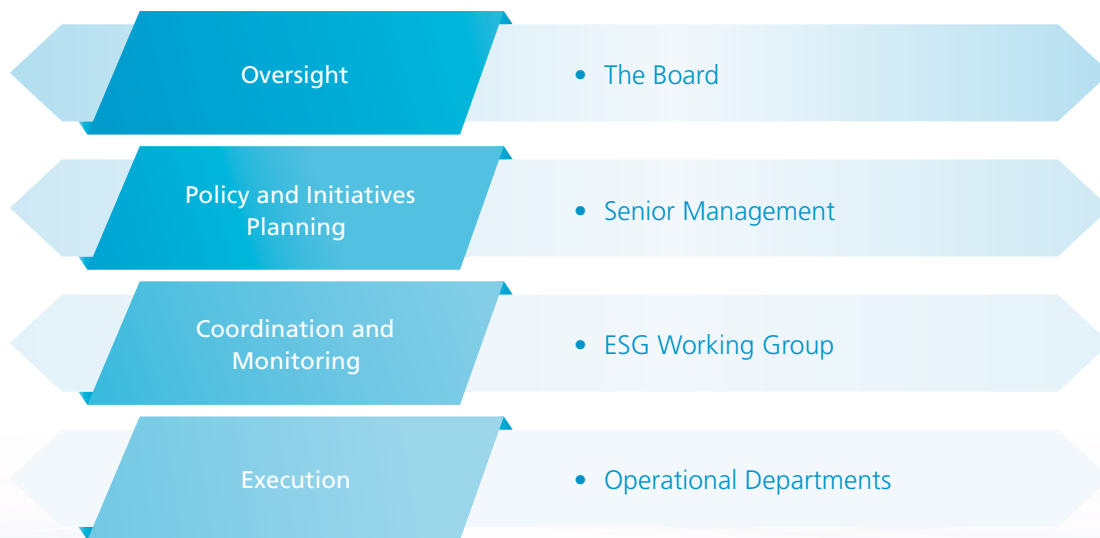 Oversight
• The Board
Policy and Initiatives
Planning
• Senior Management
Coordination and
Monitoring
• ESG Working Group
Execution
• Operational Departments